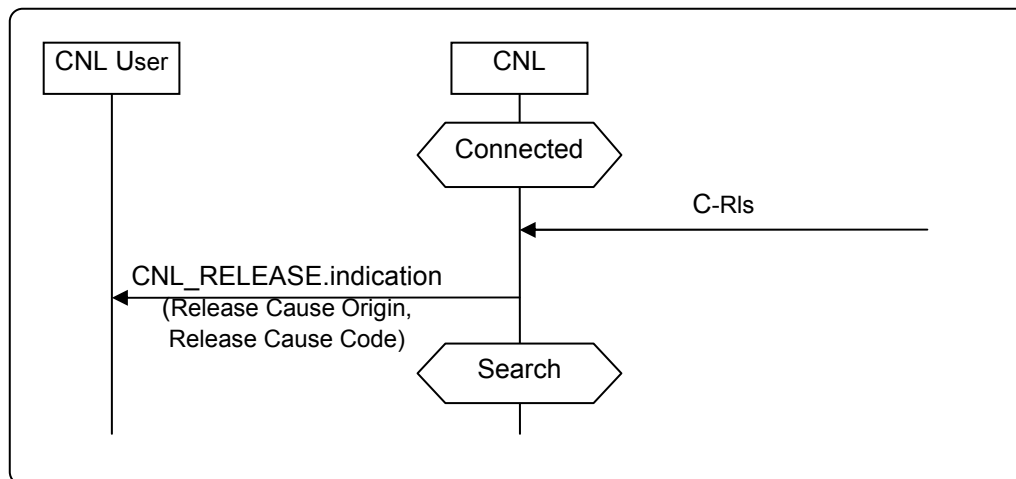 CNL User
CNL
Connected
C-Rls
CNL_RELEASE.indication
(Release Cause Origin,
Release Cause Code)
Search